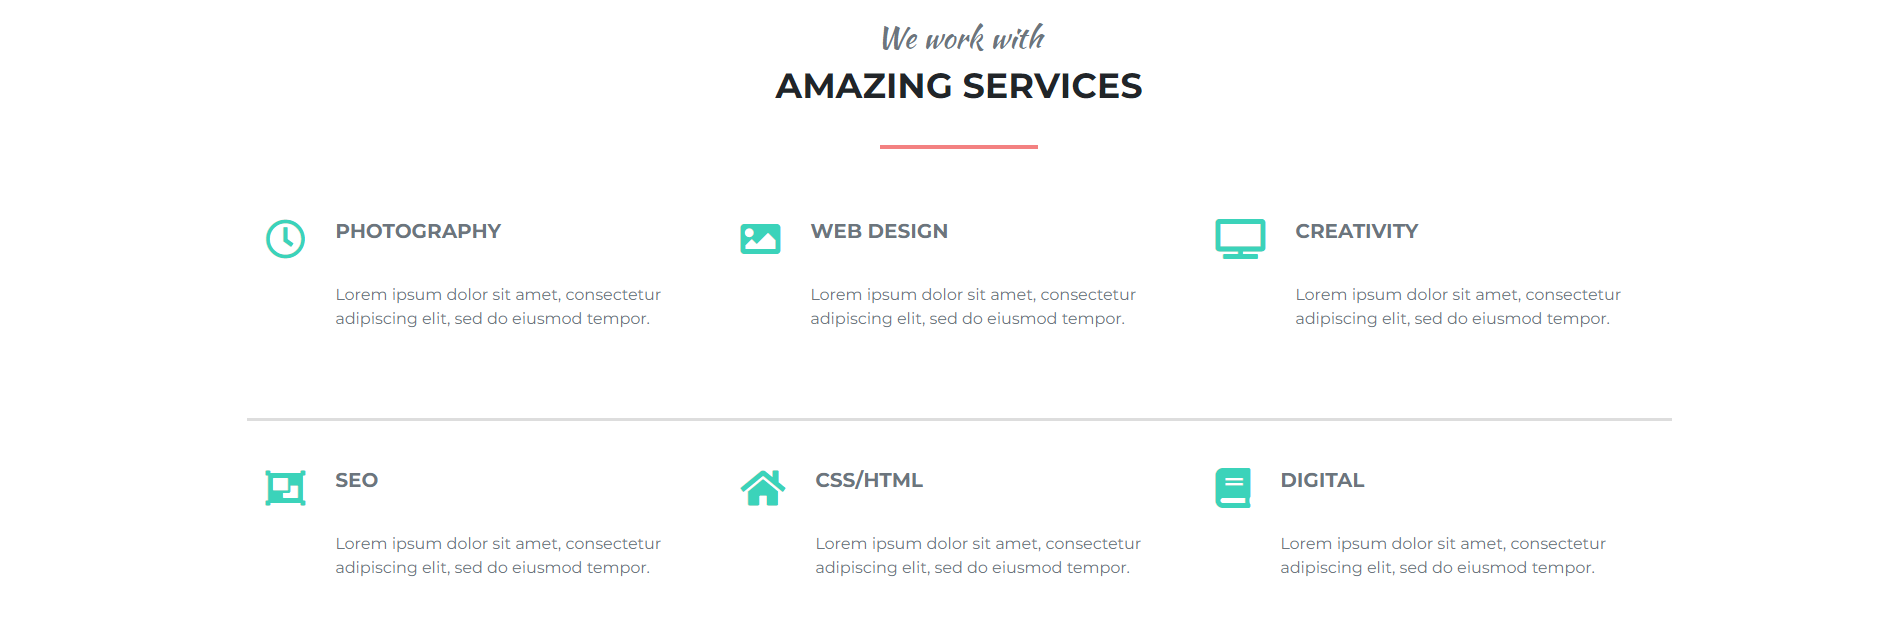 We work with
AMAZING SERVICES
PHOTOGRAPHY
Lorem ipsum dolor sit amet, consectetur
adipiscing elit, sed do eiusmod tempor.
WEB DESIGN
Lorem ipsum dolor sit amet, consectetur
adipiscing elit, sed do eiusmod tempor.
CREATIVITY
Lorem ipsum dolor sit amet, consectetur
adipiscing elit, sed do eiusmod tempor.
SEO
Lorem ipsum dolor sit amet, consectetur
adipiscing elit, sed do eiusmod tempor.
CSS/HTML
Lorem ipsum dolor sit amet, consectetur
adipiscing elit, sed do eiusmod tempor.
DIGITAL
Lorem ipsum dolor sit amet, consectetur
adipiscing elit, sed do eiusmod tempor.